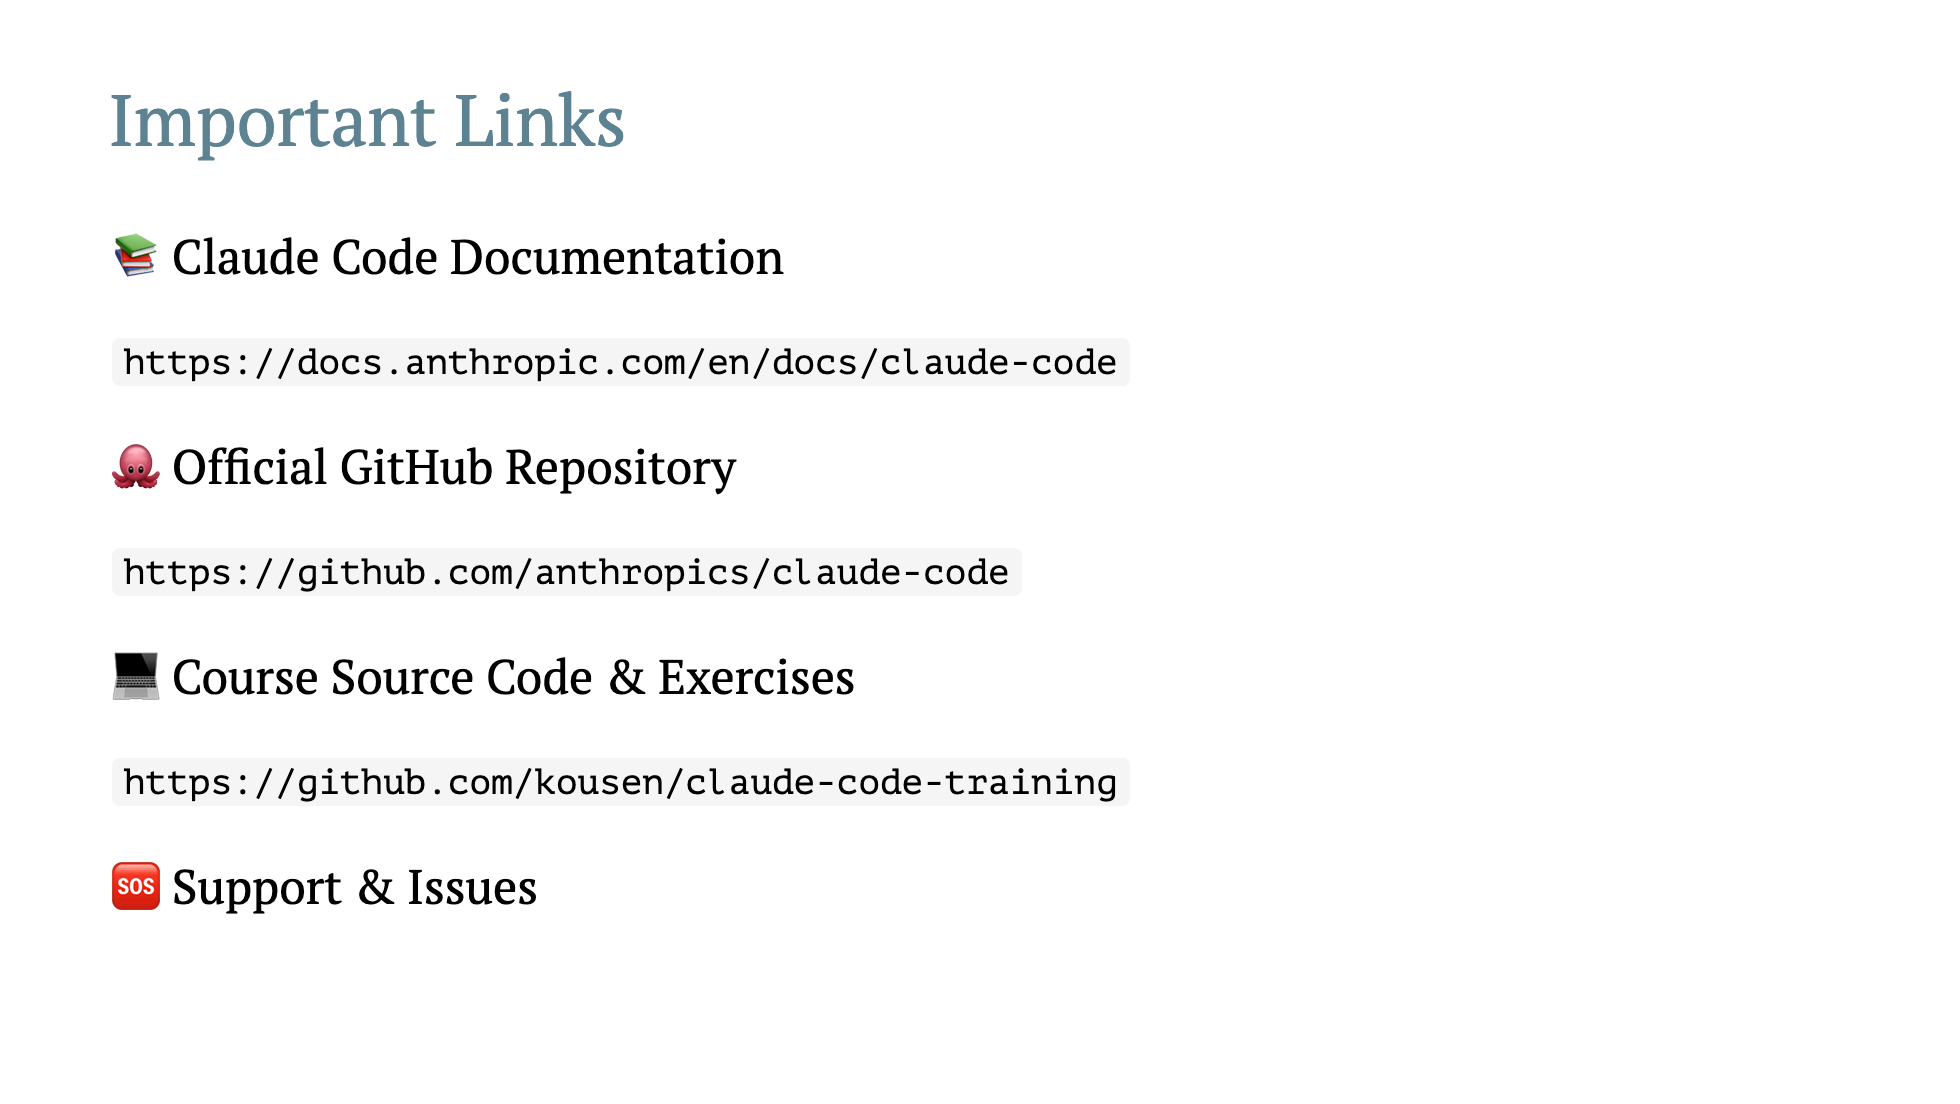 Important Links
📚 Claude Code Documentation
https://docs.anthropic.com/en/docs/claude-code
🐙 Official GitHub Repository
https://github.com/anthropics/claude-code
💻 Course Source Code & Exercises
https://github.com/kousen/claude-code-training
🆘 Support & Issues